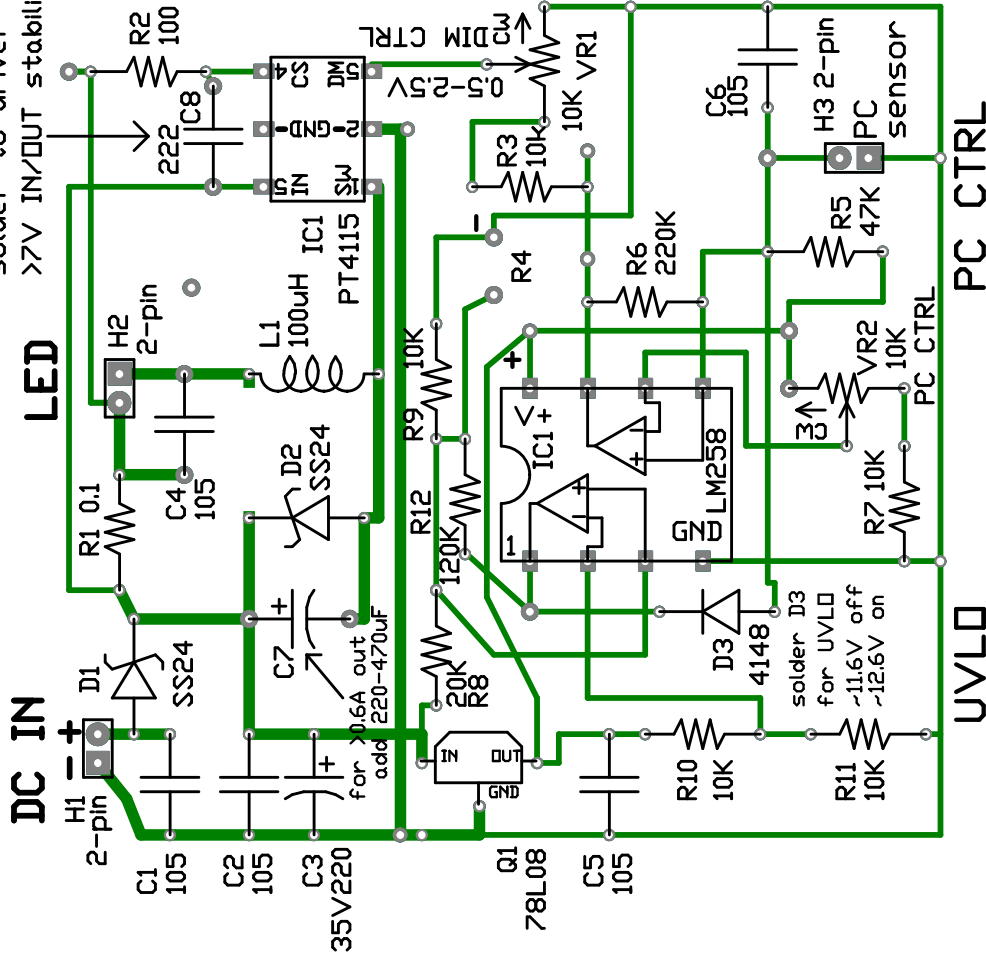 solder
to driver
>7V IN/OUT stabili
R2
100
C8
222
CS
4
-GND-
2
IN
5
IC1
PT4115
DIM CTRL
0.5-2.5V
CW
VR1
10K
R3
10K
C6
105
H3 2-pin
PC
sensor
PC CTRL
LED
H2
2-pin
L1
100uH
R4
-
+
R6
220K
R5
47K
VR2
10K
PC CTRL
CW
R1 0.1
C4
105
D2
SS24
R9
10K
R12
120K
V+
IC1
1
GND
LM258
-
+
-
+
R7 10K
DC IN
- +
H1
2-pin
D1
SS24
C7
+
for >0.6A out
add 220-470uF
20K
R8
IN
OUT
GND
D3
4148
solder D3
for UVLO
~11.6V off
~12.6V on
UVLO
C1
105
C2
105
C3
35V220
+
Q1
78L08
C5
105
R10
10K
R11
10K